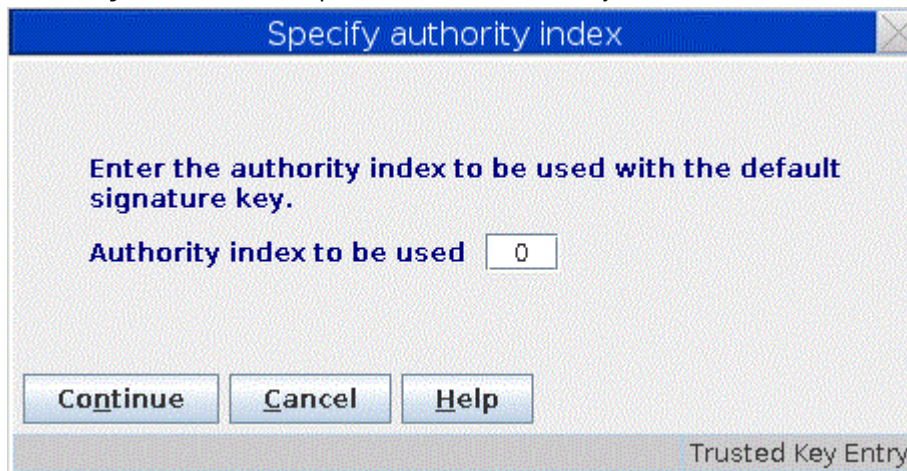 Specify authority index
Enter the authority index to be used with the default
signature key.
Authority index to be used 0
Continue Cancel Help
Trusted Key Entry